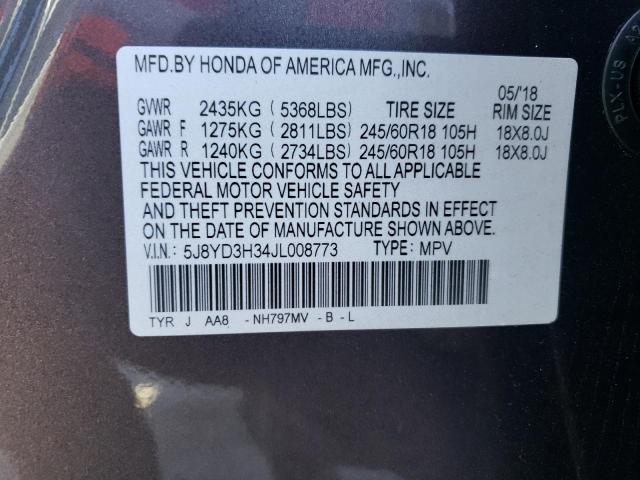 MFD.BY HONDA OF AMERICA MFG.,INC.
05/'18
GVWR 2435KG ( 5368LBS) TIRE SIZE RIM SIZE
GAWR F 1275KG ( 2811LBS) 245/60R18 105H 18X8.0J
GAWR R 1240KG ( 2734LBS) 245/60R18 105H 18X8.0J
THIS VEHICLE CONFORMS TO ALL APPLICABLE
FEDERAL MOTOR VEHICLE SAFETY
AND THEFT PREVENTION STANDARDS IN EFFECT
ON THE DATE OF MANUFACTURE SHOWN ABOVE.
V.I.N.: 5J8YD3H34JL008773 TYPE: MPV
TYR J AA8 - NH797MV - B - L
PLX-US